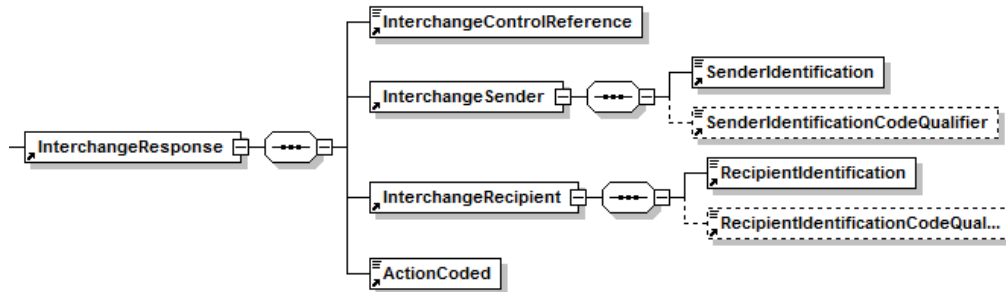 InterchangeControlReference
InterchangeSender
SenderIdentification
SenderIdentificationCodeQualifier
InterchangeResponse
InterchangeRecipient
RecipientIdentification
RecipientIdentificationCodeQual...
ActionCoded